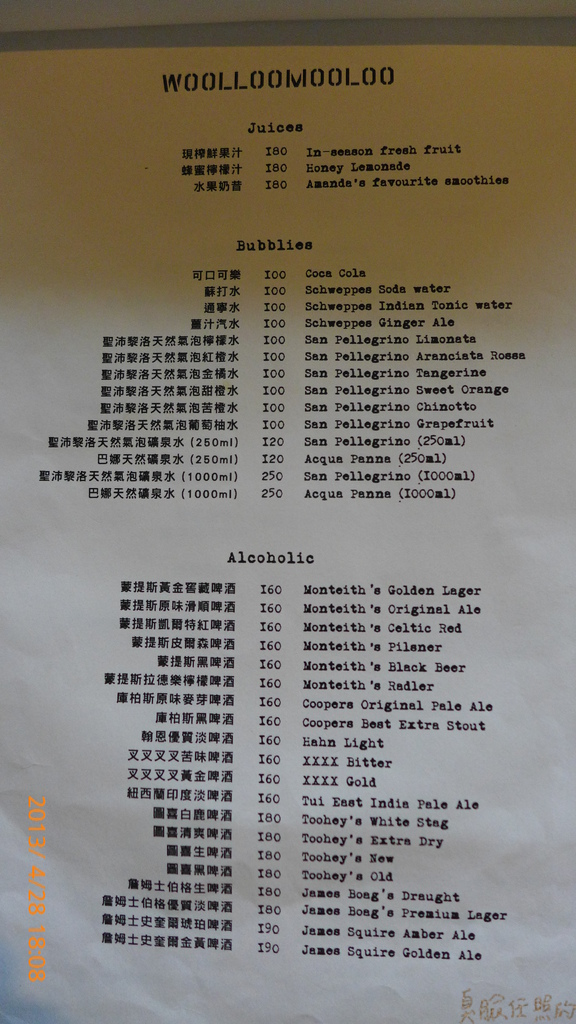 WOOLLOOMOOLOO
Juices
現榨鮮果汁 180 In-season fresh fruit
蜂蜜檸檬汁 180 Honey Lemonade
水果奶昔 180 Amanda's favourite smoothies
Bubblies
可口可樂 100 Coca Cola
蘇打水 100 Schweppes Soda water
通寧水 100 Schweppes Indian Tonic water
薑汁汽水 100 Schweppes Ginger Ale
聖沛黎洛天然氣泡檸檬水 100 San Pellegrino Limonata
聖沛黎洛天然氣泡紅橙水 100 San Pellegrino Aranciata Rossa
聖沛黎洛天然氣泡金橘水 100 San Pellegrino Tangerine
聖沛黎洛天然氣泡甜橙水 100 San Pellegrino Sweet Orange
聖沛黎洛天然氣泡苦橙水 100 San Pellegrino Chinotto
聖沛黎洛天然氣泡葡萄柚水 100 San Pellegrino Grapefruit
聖沛黎洛天然氣泡礦泉水 (250ml) 120 San Pellegrino (250ml)
巴娜天然礦泉水 (250ml) 120 Acqua Panna (250ml)
聖沛黎洛天然氣泡礦泉水 (1000ml) 250 San Pellegrino (1000ml)
巴娜天然礦泉水 (1000ml) 250 Acqua Panna (1000ml)
Alcoholic
蒙提斯黃金窖藏啤酒 160 Monteith's Golden Lager
蒙提斯原味滑順啤酒 160 Monteith's Original Ale
蒙提斯凱爾特紅啤酒 160 Monteith's Celtic Red
蒙提斯皮爾森啤酒 160 Monteith's Pilsner
蒙提斯黑啤酒 160 Monteith's Black Beer
蒙提斯拉德樂檸檬啤酒 160 Monteith's Radler
庫柏斯原味麥芽啤酒 160 Coopers Original Pale Ale
庫柏斯黑啤酒 160 Coopers Best Extra Stout
翰恩優質淡啤酒 160 Hahn Light
叉叉叉叉苦味啤酒 160 XXXX Bitter
叉叉叉叉黃金啤酒 160 XXXX Gold
紐西蘭印度淡啤酒 160 Tui East India Pale Ale
圖喜白鹿啤酒 180 Toohey's White Stag
圖喜清爽啤酒 180 Toohey's Extra Dry
圖喜生啤酒 180 Toohey's New
圖喜黑啤酒 180 Toohey's Old
詹姆士伯格生啤酒 180 James Boag's Draught
詹姆士伯格優質淡啤酒 180 James Boag's Premium Lager
詹姆士史奎爾琥珀啤酒 190 James Squire Amber Ale
詹姆士史奎爾金黃啤酒 190 James Squire Golden Ale
2013/ 4/28 18:08